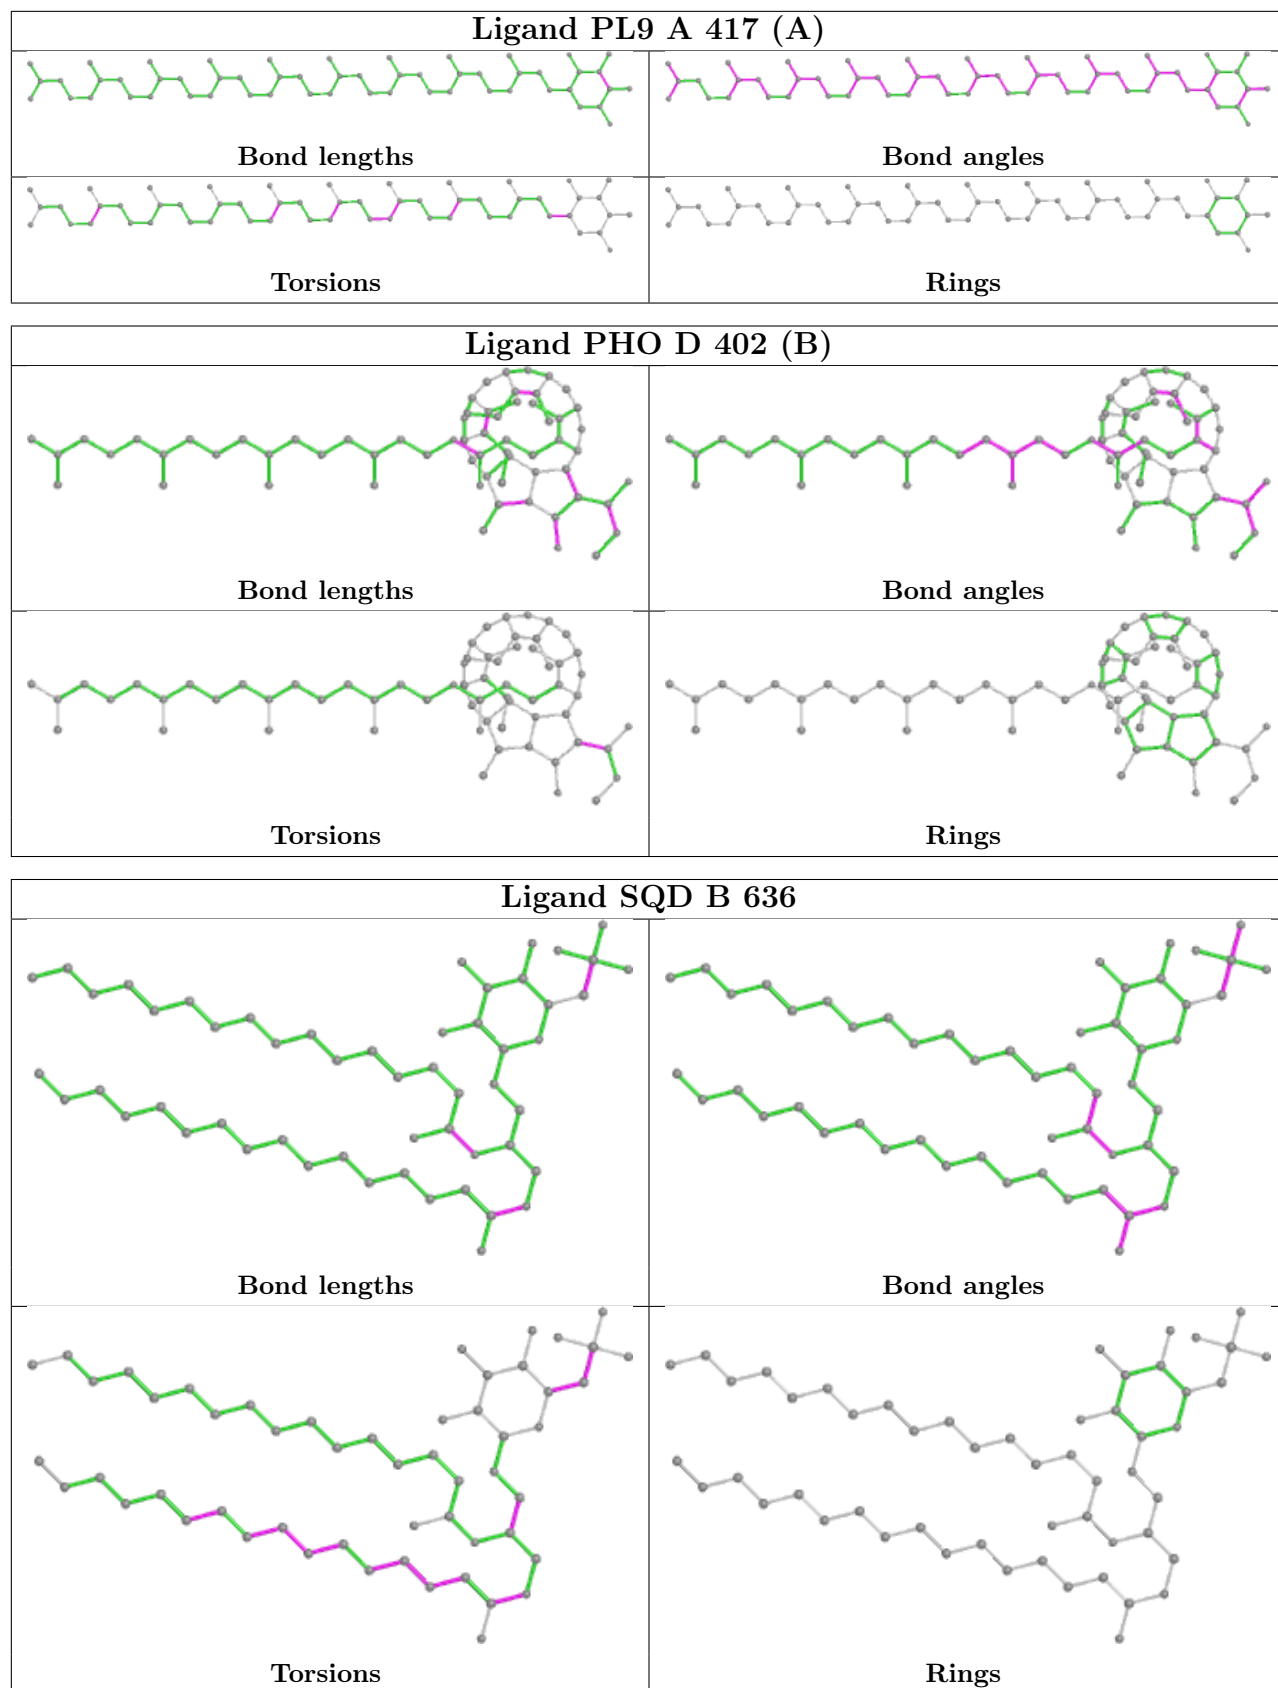 Ligand PL9 A 417 (A)
Bond lengths
Bond angles
Torsions
Rings
Ligand PHO D 402 (B)
Bond lengths
Bond angles
Torsions
Rings
Ligand SQD B 636
Bond lengths
Bond angles
Torsions
Rings